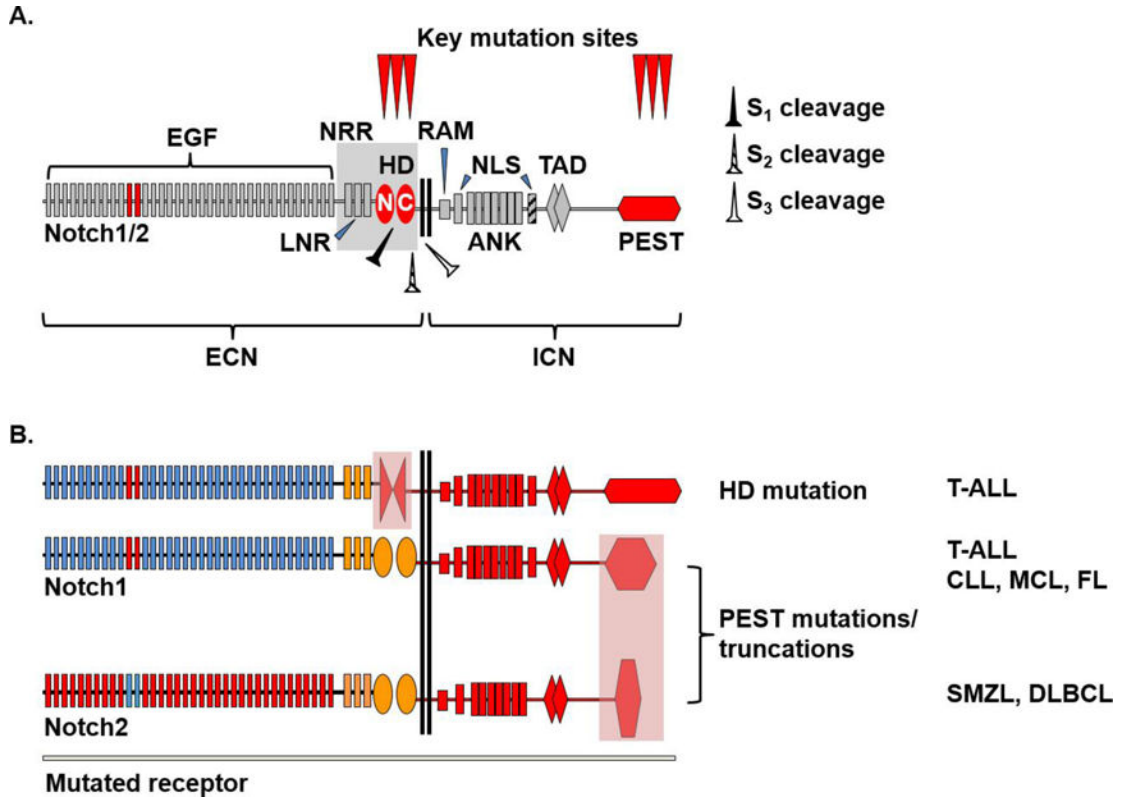 A.
Key mutation sites
S₁ cleavage
S₂ cleavage
S₃ cleavage
EGF
NRR
RAM
HD
NLS
TAD
N
C
Notch1/2
LNR
ANK
PEST
ECN
ICN
B.
HD mutation
T-ALL
Notch1
T-ALL
CLL, MCL, FL
PEST mutations/
truncations
Notch2
SMZL, DLBCL
Mutated receptor